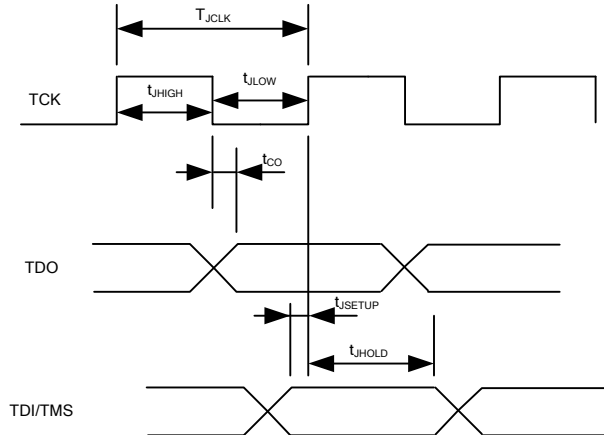 TJCLK
tJHIGH
tJLOW
TCK
tCO
TDO
tJSETUP
tJHOLD
TDI/TMS